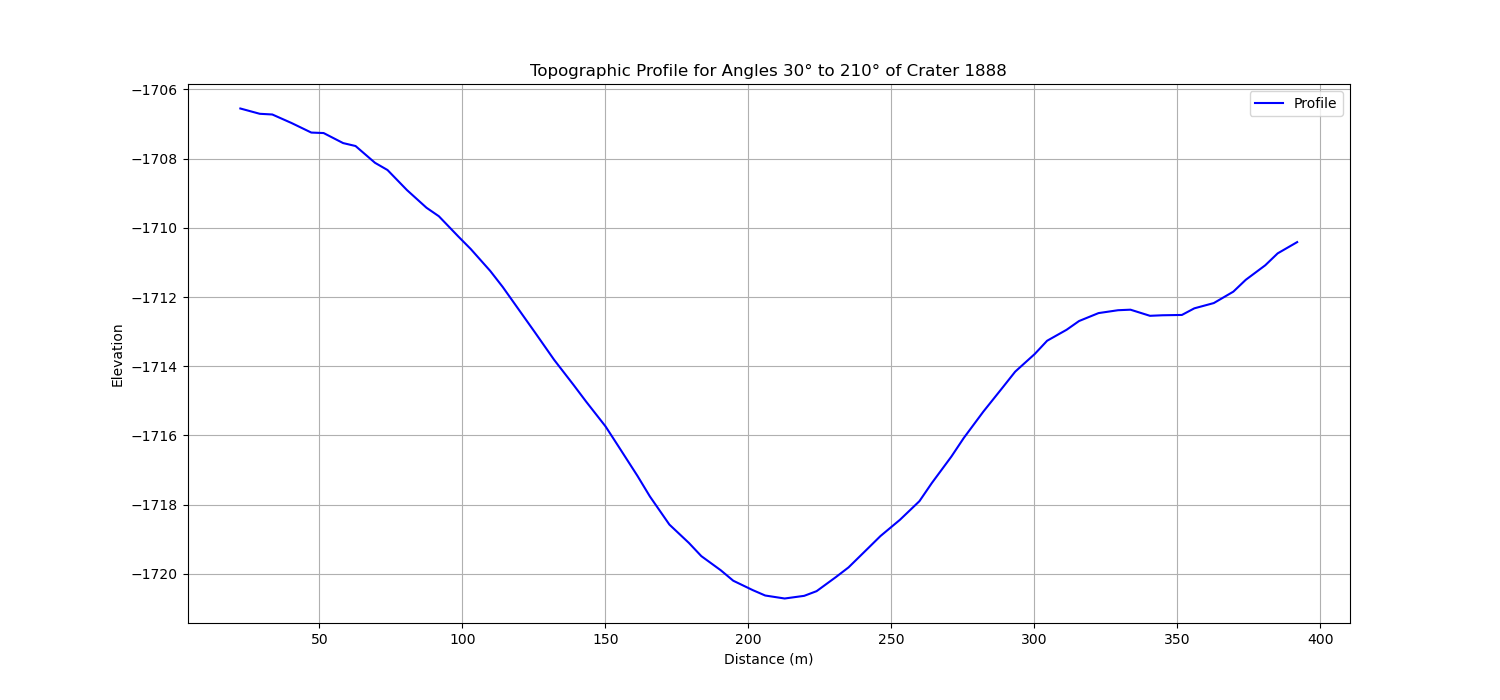 Topographic Profile for Angles 30° to 210° of Crater 1888
Profile
−1706
−1708
−1710
−1712
−1714
−1716
−1718
−1720
Elevation
50 100 150 200 250 300 350 400
Distance (m)